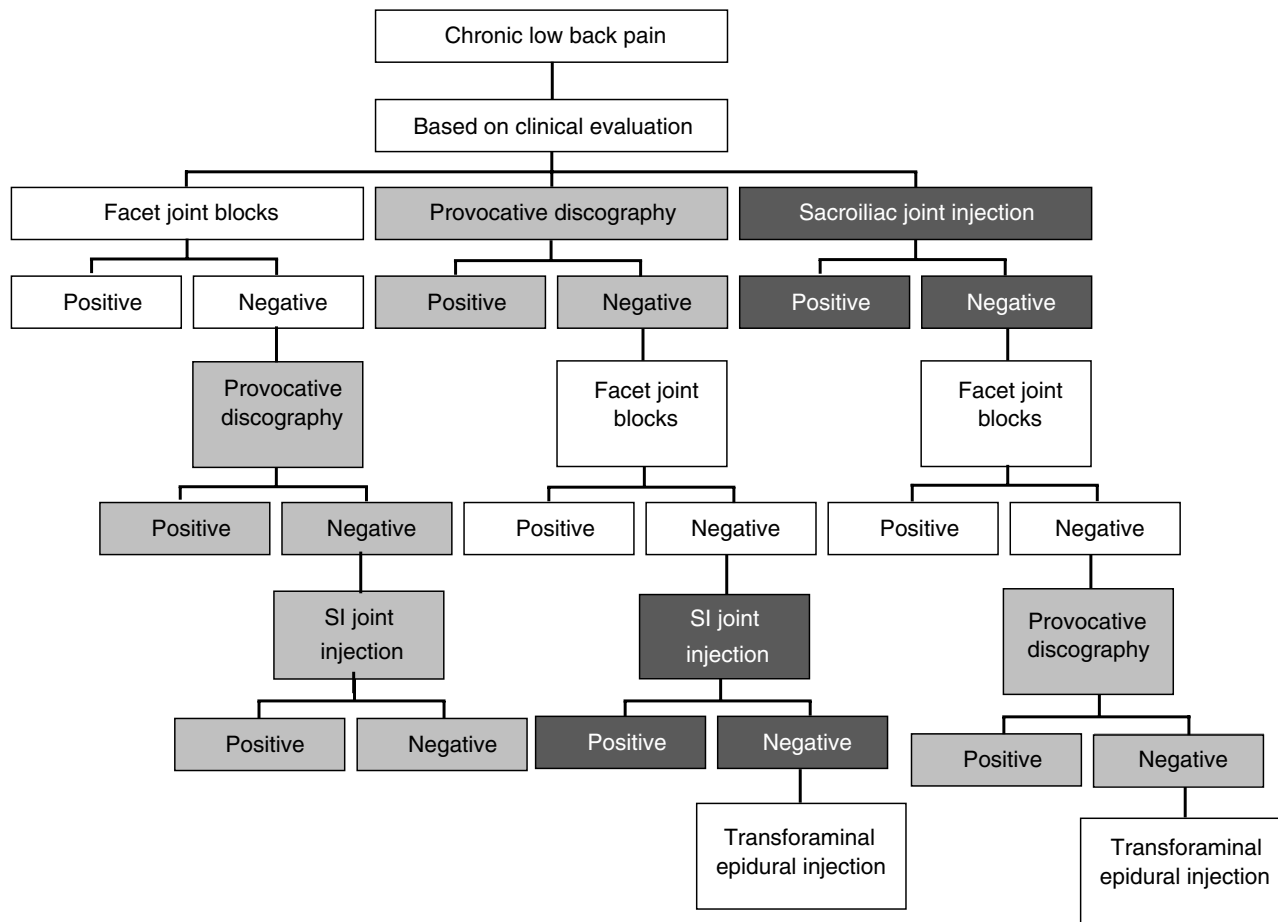 Chronic low back pain
Based on clinical evaluation
Facet joint blocks
Provocative discography
Sacroiliac joint injection
Positive
Negative
Positive
Negative
Positive
Negative
Provocative
discography
Facet joint
blocks
Facet joint
blocks
Positive
Negative
Positive
Negative
Positive
Negative
SI joint
injection
SI joint
injection
Provocative
discography
Positive
Negative
Positive
Negative
Positive
Negative
Transforaminal
epidural injection
Transforaminal
epidural injection